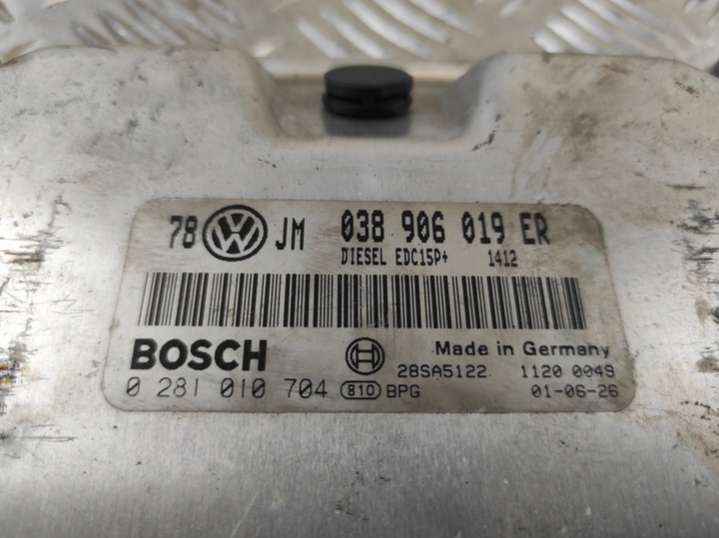 78 VW JM 038 906 019 ER
DIESEL EDC15P+ 1412
BOSCH Made in Germany
28SA5122 1120 0049
0 281 010 704 810 BPG 01-06-26